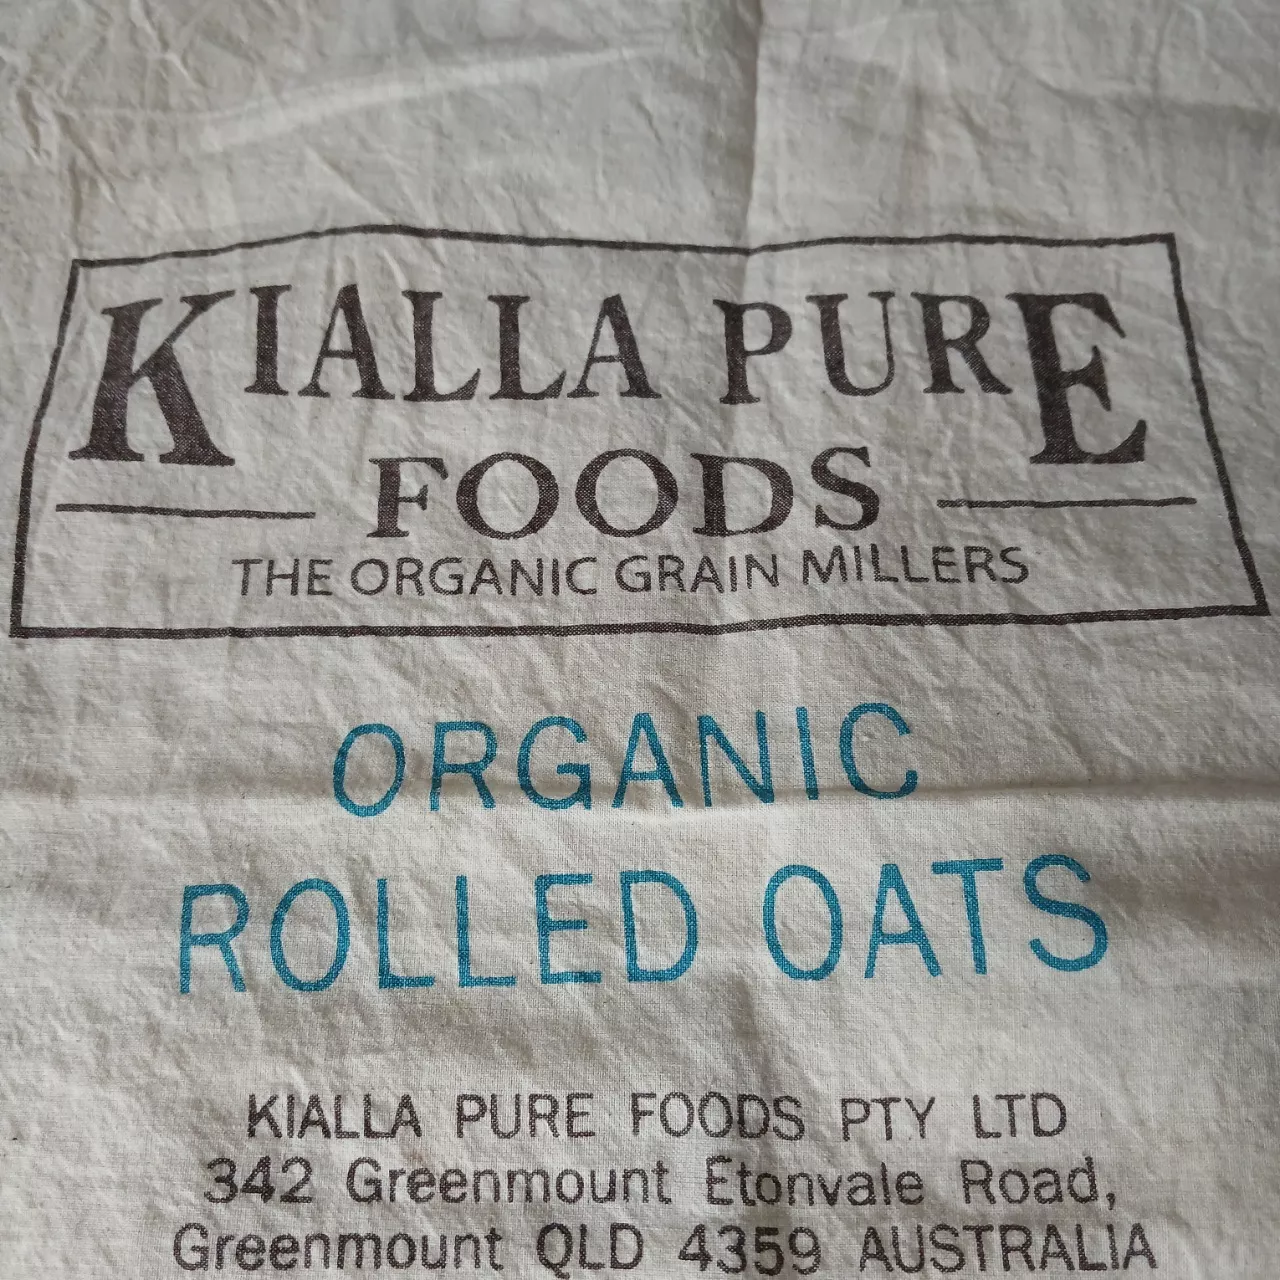 KIALLA PURE
FOODS
THE ORGANIC GRAIN MILLERS
ORGANIC
ROLLED OATS
KIALLA PURE FOODS PTY LTD
342 Greenmount Etonvale Road,
Greenmount QLD 4359 AUSTRALIA